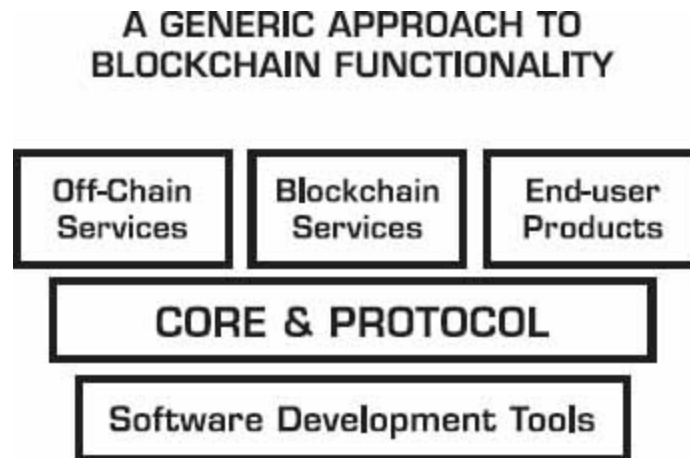 A GENERIC APPROACH TO
BLOCKCHAIN FUNCTIONALITY
Off-Chain
Services
Blockchain
Services
End-user
Products
CORE & PROTOCOL
Software Development Tools